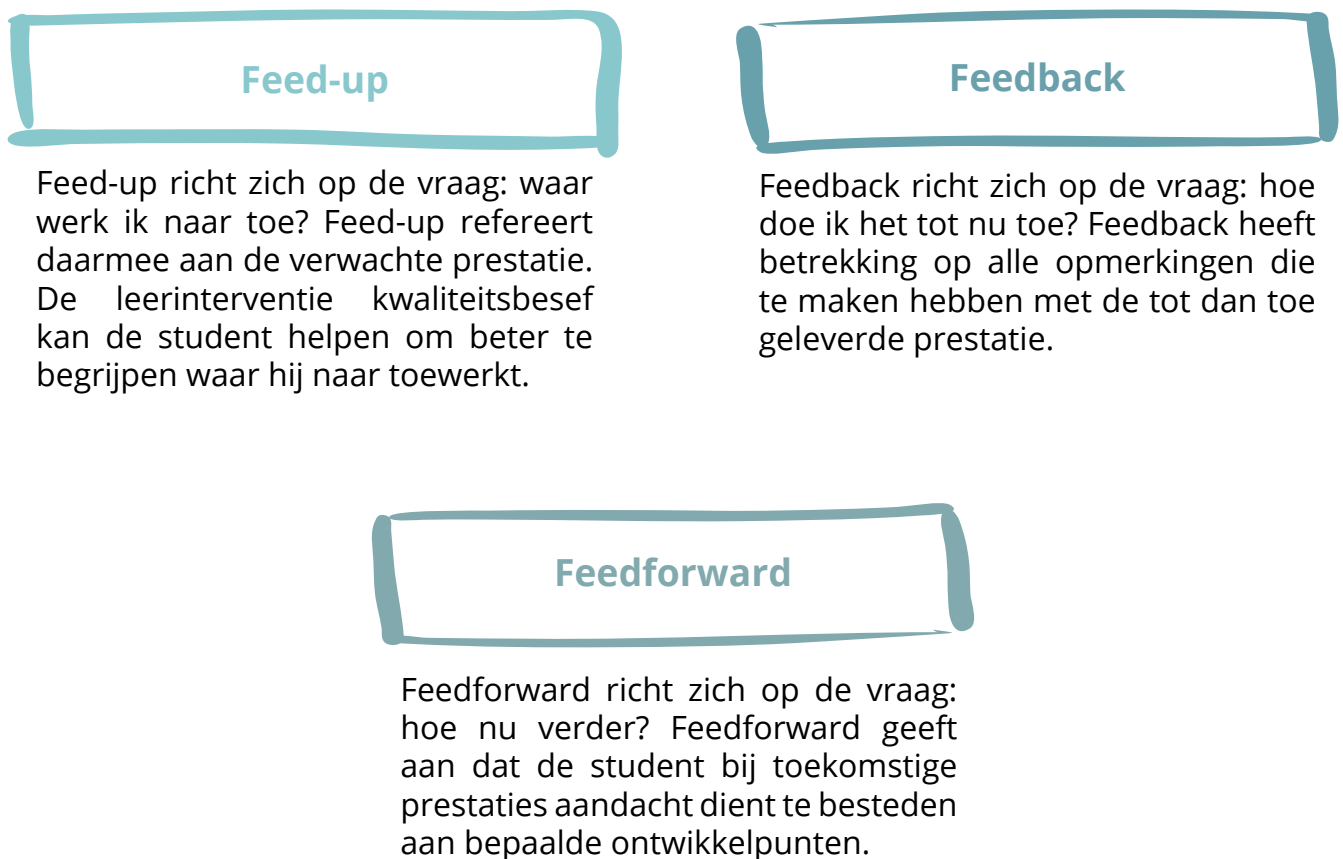 Feed-up
Feed-up richt zich op de vraag: waar
werk ik naar toe? Feed-up refereert
daarmee aan de verwachte prestatie.
De leerinterventie kwaliteitsbesef
kan de student helpen om beter te
begrijpen waar hij naar toewerkt.
Feedback
Feedback richt zich op de vraag: hoe
doe ik het tot nu toe? Feedback heeft
betrekking op alle opmerkingen die
te maken hebben met de tot dan toe
geleverde prestatie.
Feedforward
Feedforward richt zich op de vraag:
hoe nu verder? Feedforward geeft
aan dat de student bij toekomstige
prestaties aandacht dient te besteden
aan bepaalde ontwikkelpunten.